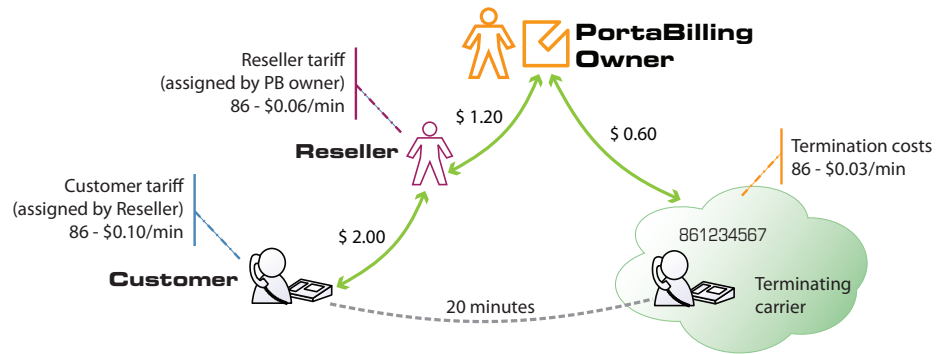 PortaBilling
Owner
Reseller tariff
(assigned by PB owner)
86 - $0.06/min
$ 1.20
$ 0.60
Reseller
Termination costs
86 - $0.03/min
Customer tariff
(assigned by Reseller)
86 - $0.10/min
$ 2.00
861234567
Customer
Terminating
carrier
20 minutes